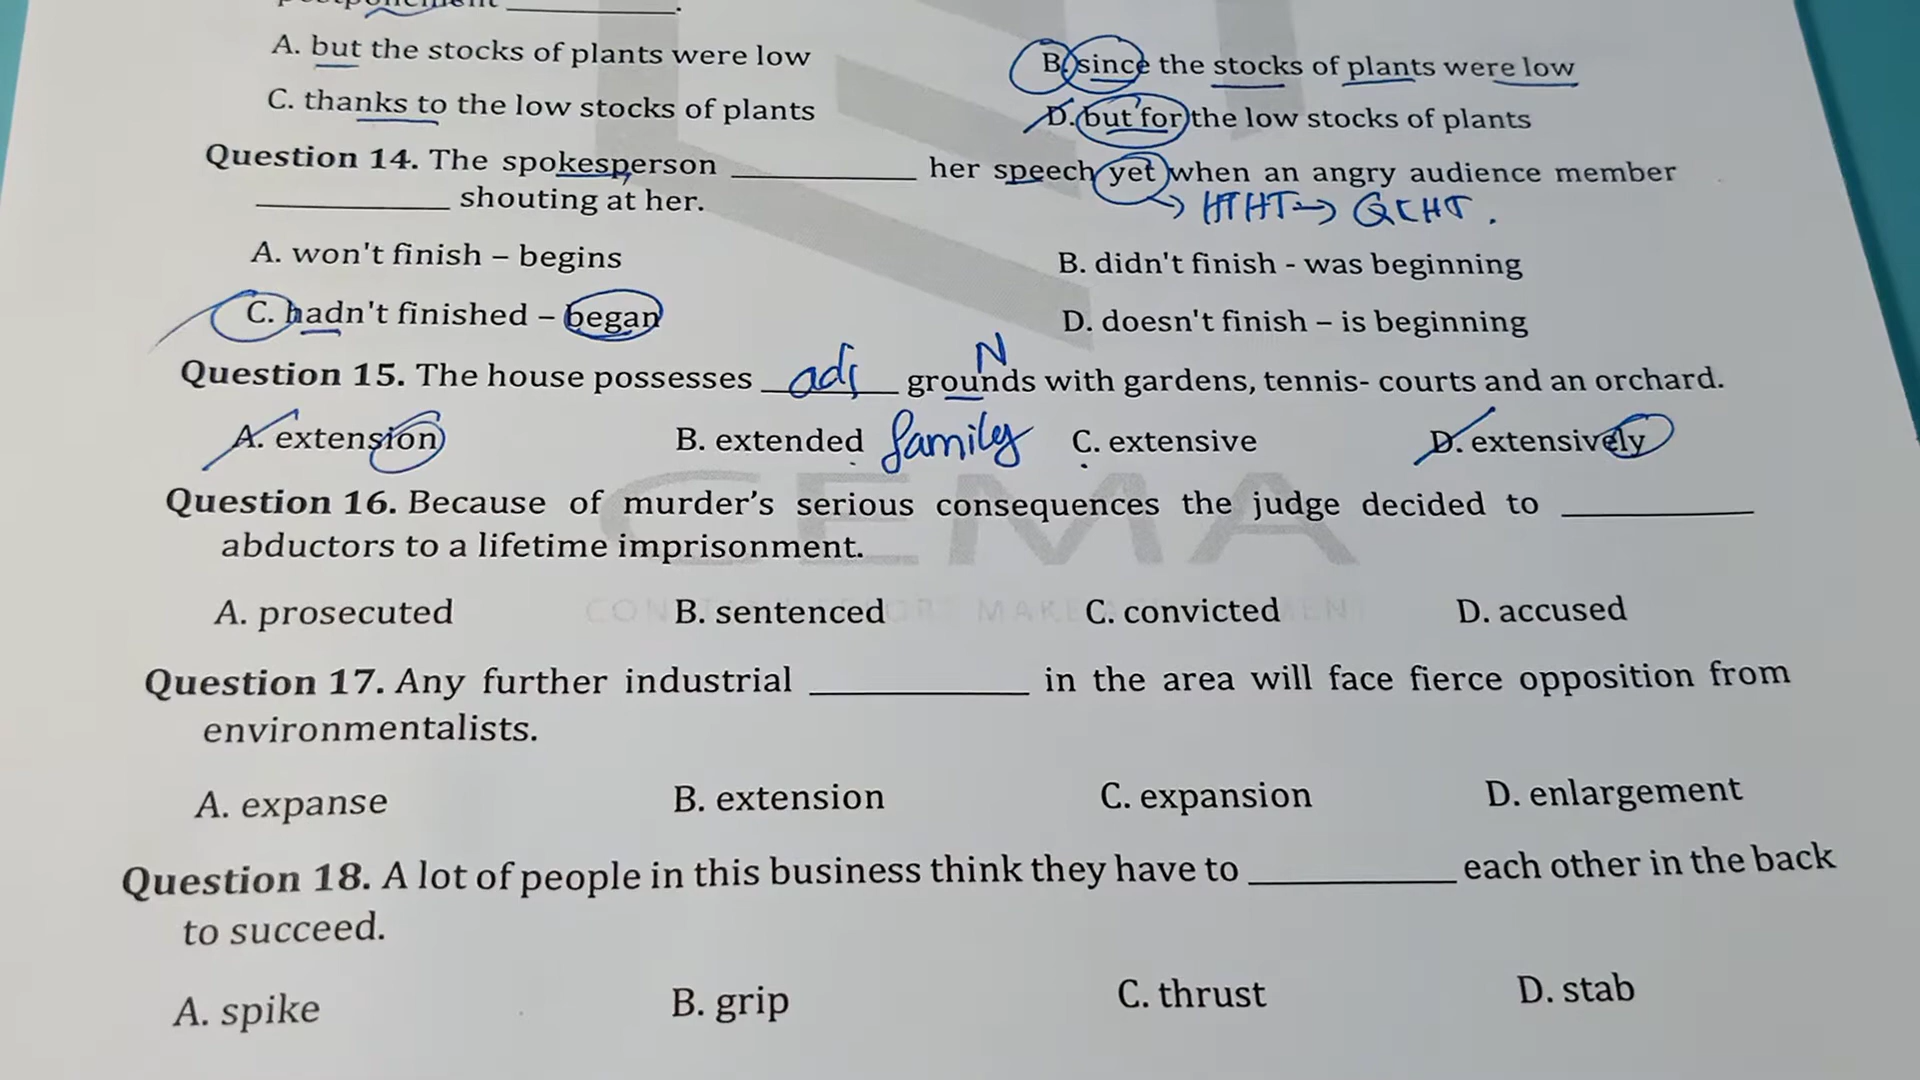 A. but the stocks of plants were low
B. since the stocks of plants were low
C. thanks to the low stocks of plants
D. but for the low stocks of plants
Question 14. The spokesperson __________ her speech yet when an angry audience member
__________ shouting at her.
HTHT → QKHT.
A. won't finish – begins
B. didn't finish - was beginning
C. hadn't finished – began
D. doesn't finish – is beginning
N
Question 15. The house possesses adj grounds with gardens, tennis- courts and an orchard.
A. extension
B. extended family
C. extensive
D. extensively
CEMA
Question 16. Because of murder's serious consequences the judge decided to __________
abductors to a lifetime imprisonment.
A. prosecuted
B. sentenced
C. convicted
D. accused
Question 17. Any further industrial __________ in the area will face fierce opposition from
environmentalists.
A. expanse
B. extension
C. expansion
D. enlargement
Question 18. A lot of people in this business think they have to __________ each other in the back
to succeed.
A. spike
B. grip
C. thrust
D. stab